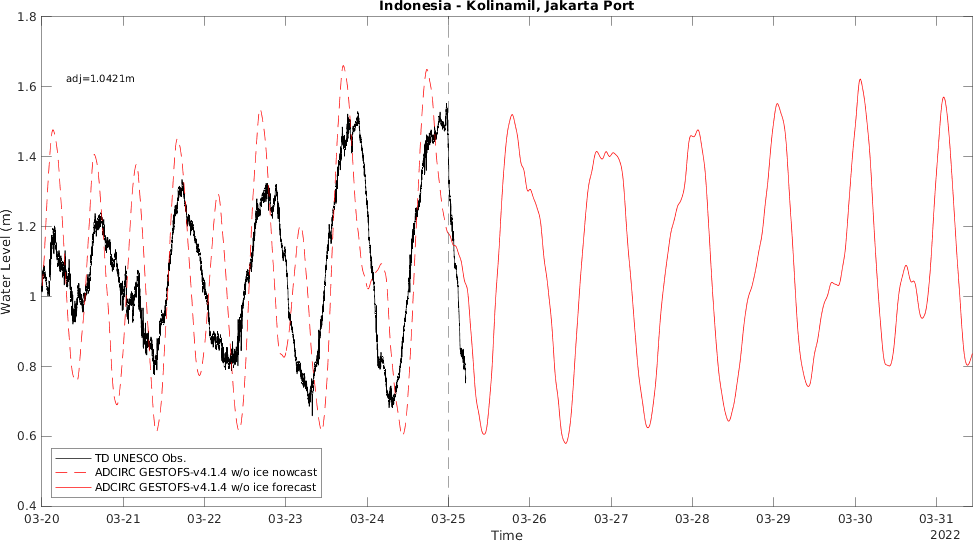 Indonesia - Kolinamil, Jakarta Port
1.8
1.6
1.4
1.2
1
0.8
0.6
0.4
Water Level (m)
adj=1.0421m
TD UNESCO Obs.
ADCIRC GESTOFS-v4.1.4 w/o ice nowcast
ADCIRC GESTOFS-v4.1.4 w/o ice forecast
03-20 03-21 03-22 03-23 03-24 03-25 03-26 03-27 03-28 03-29 03-30 03-31
Time 2022